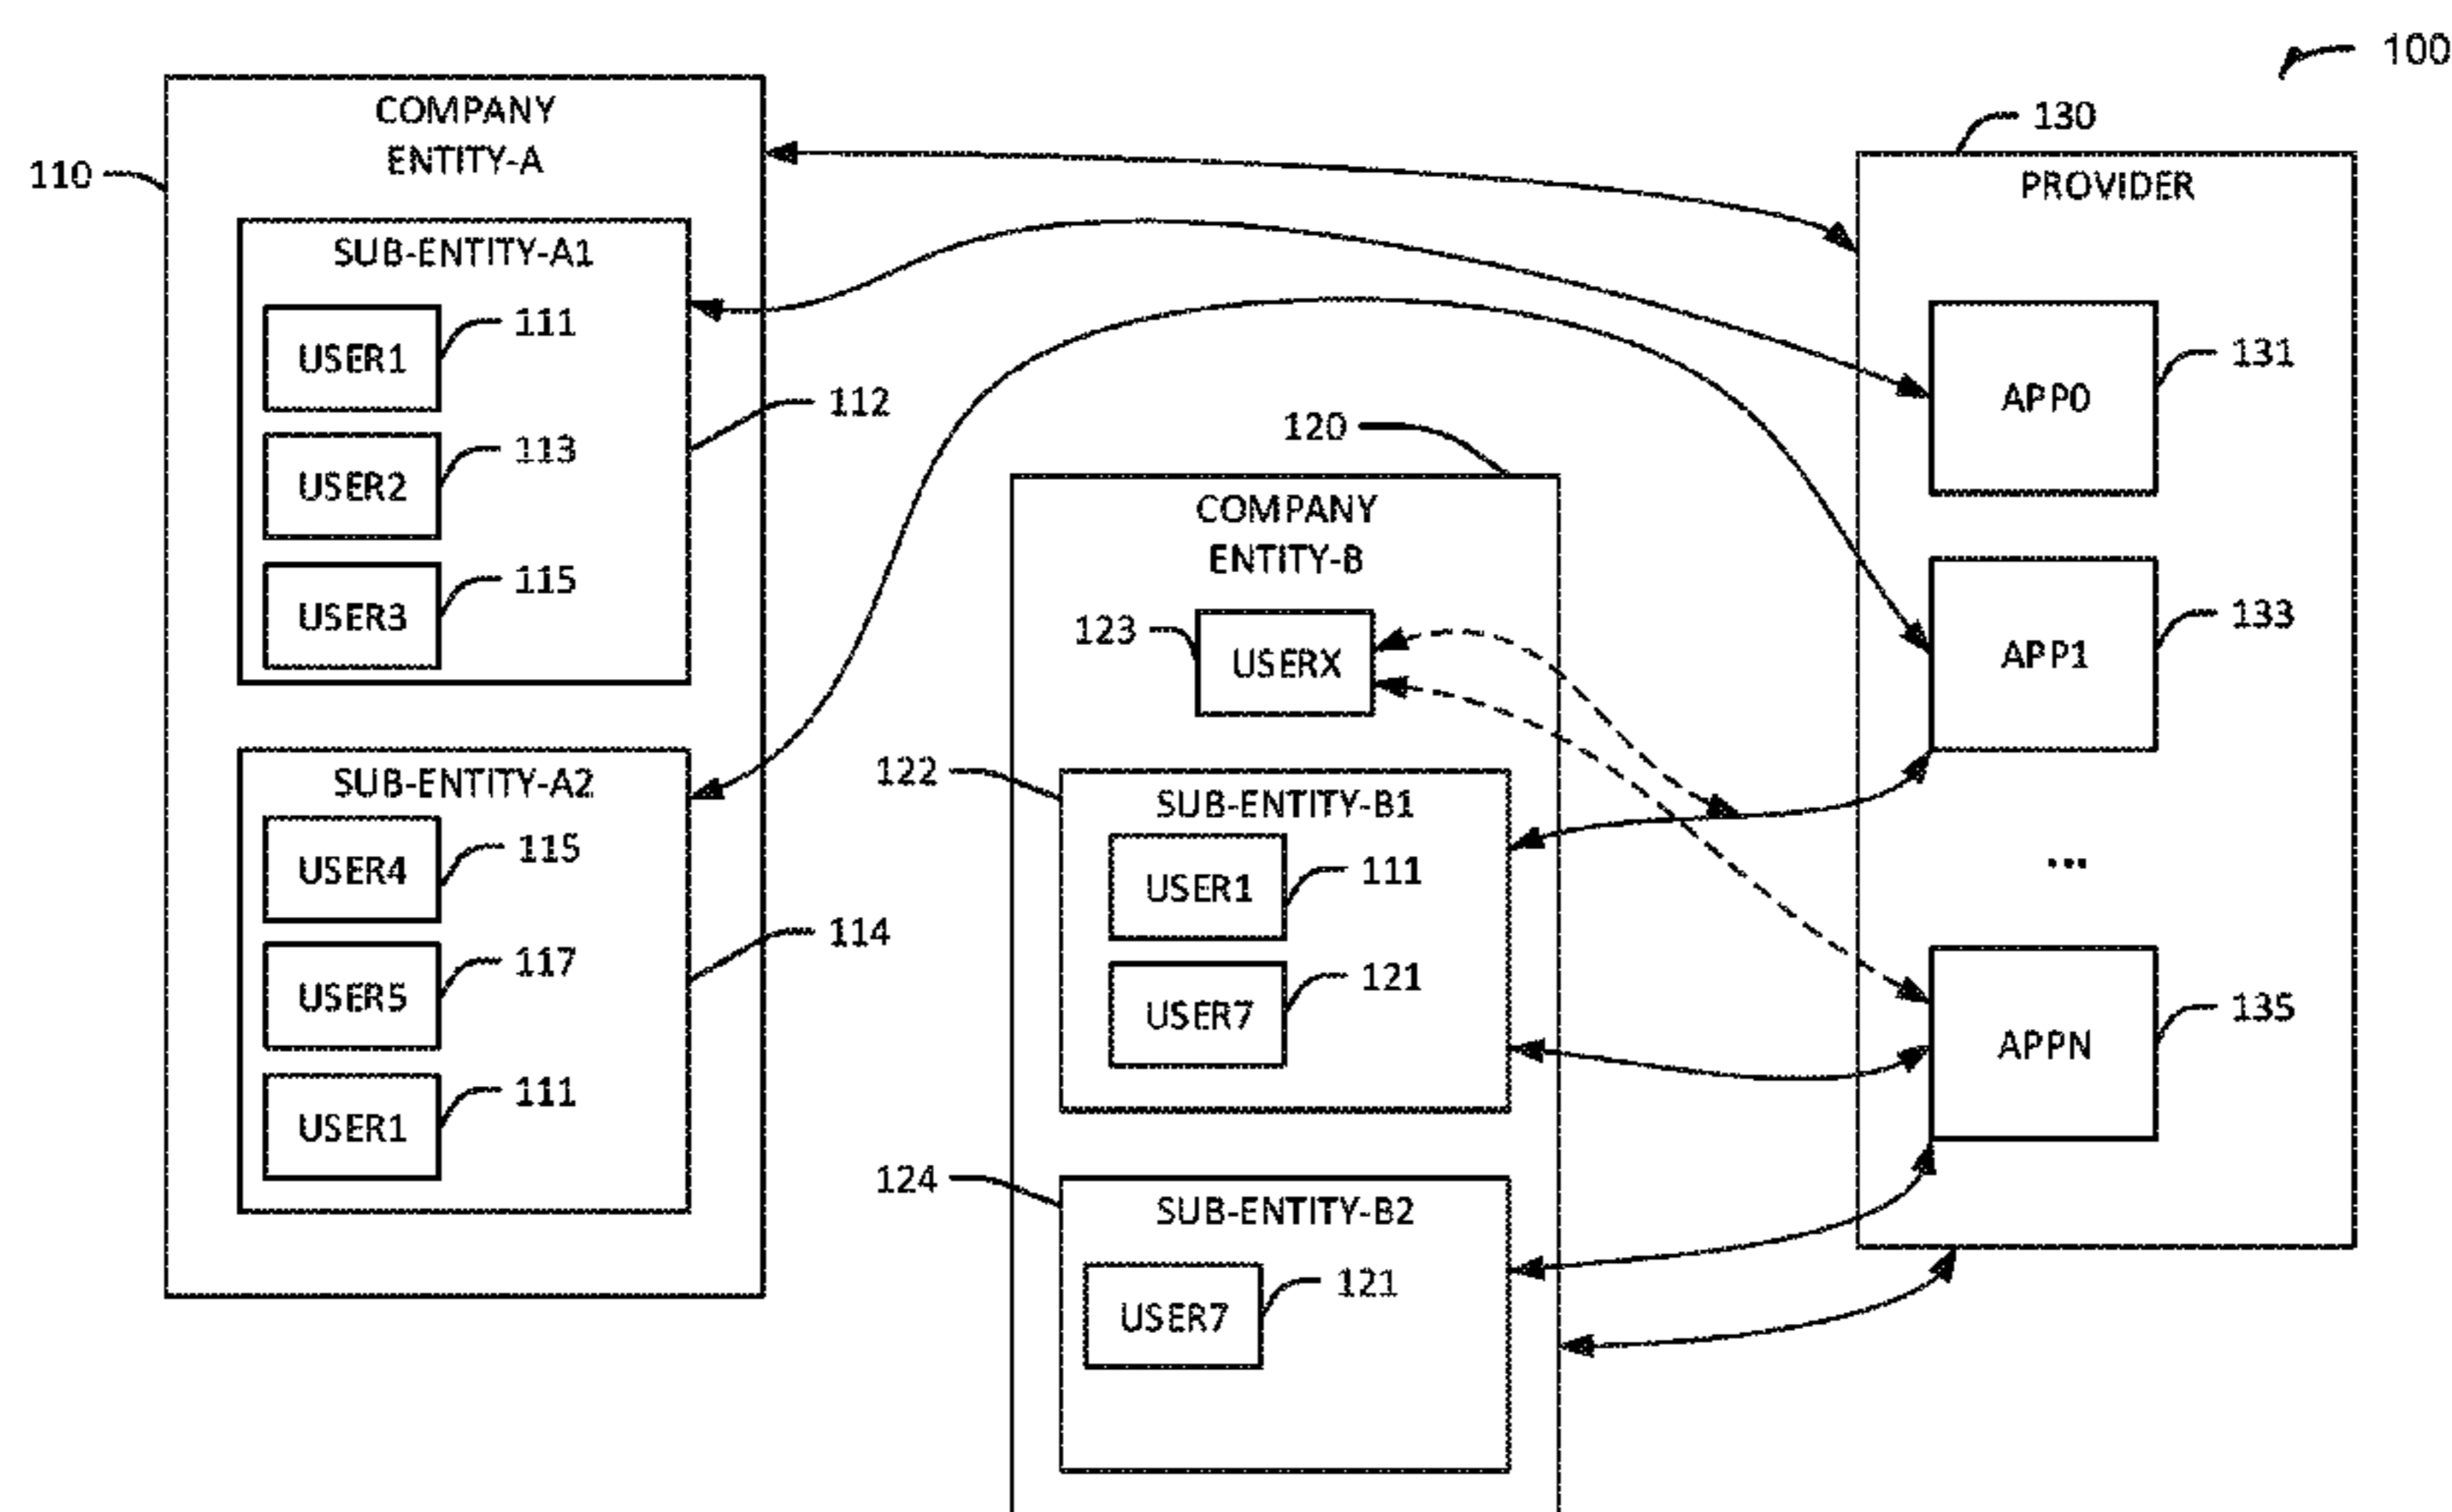 100
COMPANY
ENTITY-A
110
SUB-ENTITY-A1
USER1
111
112
USER2
113
USER3
115
SUB-ENTITY-A2
USER4
115
114
USER5
117
USER1
111
120
COMPANY
ENTITY-B
123
USERX
122
SUB-ENTITY-B1
USER1
111
USER7
121
124
SUB-ENTITY-B2
USER7
121
130
PROVIDER
APP0
131
APP1
133
...
APPN
135